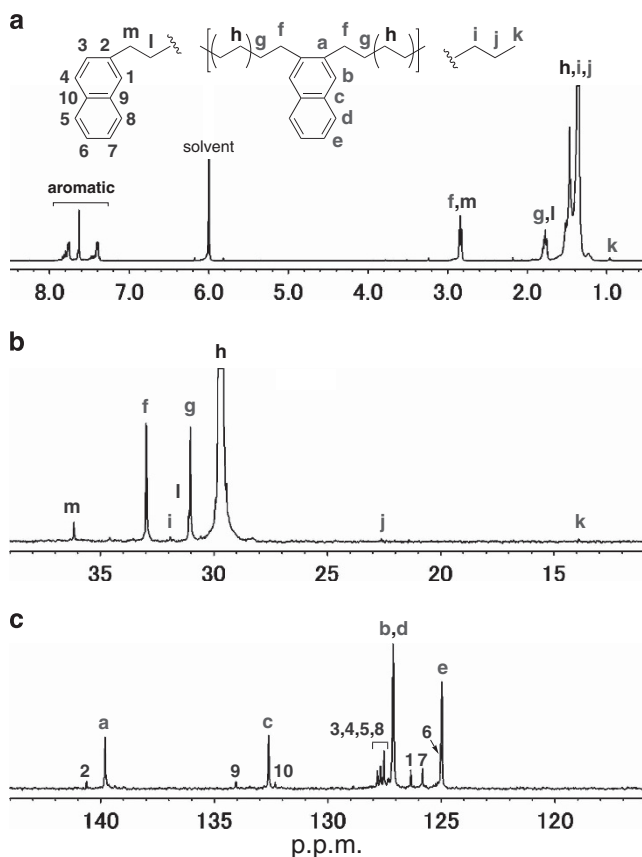 a
m
l
3
2
4
1
10
9
5
8
6
7
h
f
g
a
f
g
h
b
c
d
e
i
j
k
h,i,j
solvent
aromatic
f,m
g,l
k
8.0 7.0 6.0 5.0 4.0 3.0 2.0 1.0
b
h
f
g
l
m
i
j
k
35 30 25 20 15
c
b,d
e
a
c
3,4,5,8
6
2
9
10
1 7
140 135 130 125 120
p.p.m.